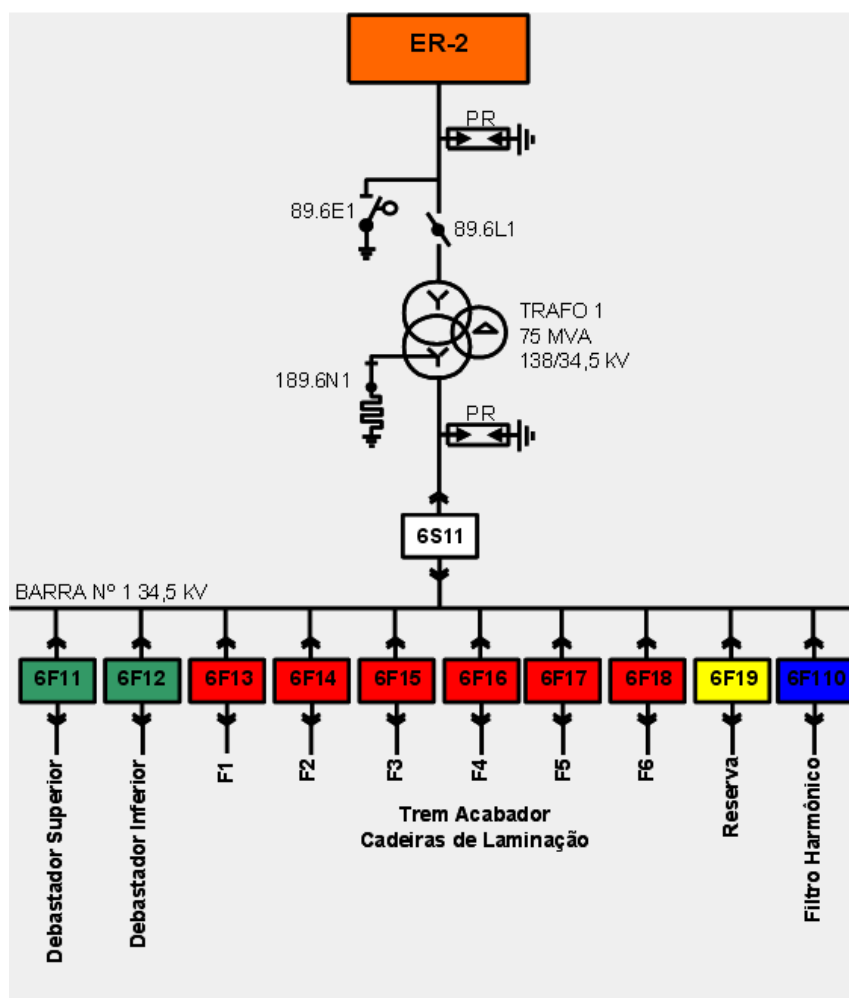 ER-2
PR
89.6E1
89.6L1
TRAFO 1
75 MVA
138/34,5 KV
189.6N1
PR
6S11
BARRA Nº 1 34,5 KV
6F11
6F12
6F13
6F14
6F15
6F16
6F17
6F18
6F19
6F110
Debastador Superior
Debastador Inferior
F1
F2
F3
F4
F5
F6
Reserva
Filtro Harmônico
Trem Acabador
Cadeiras de Laminação